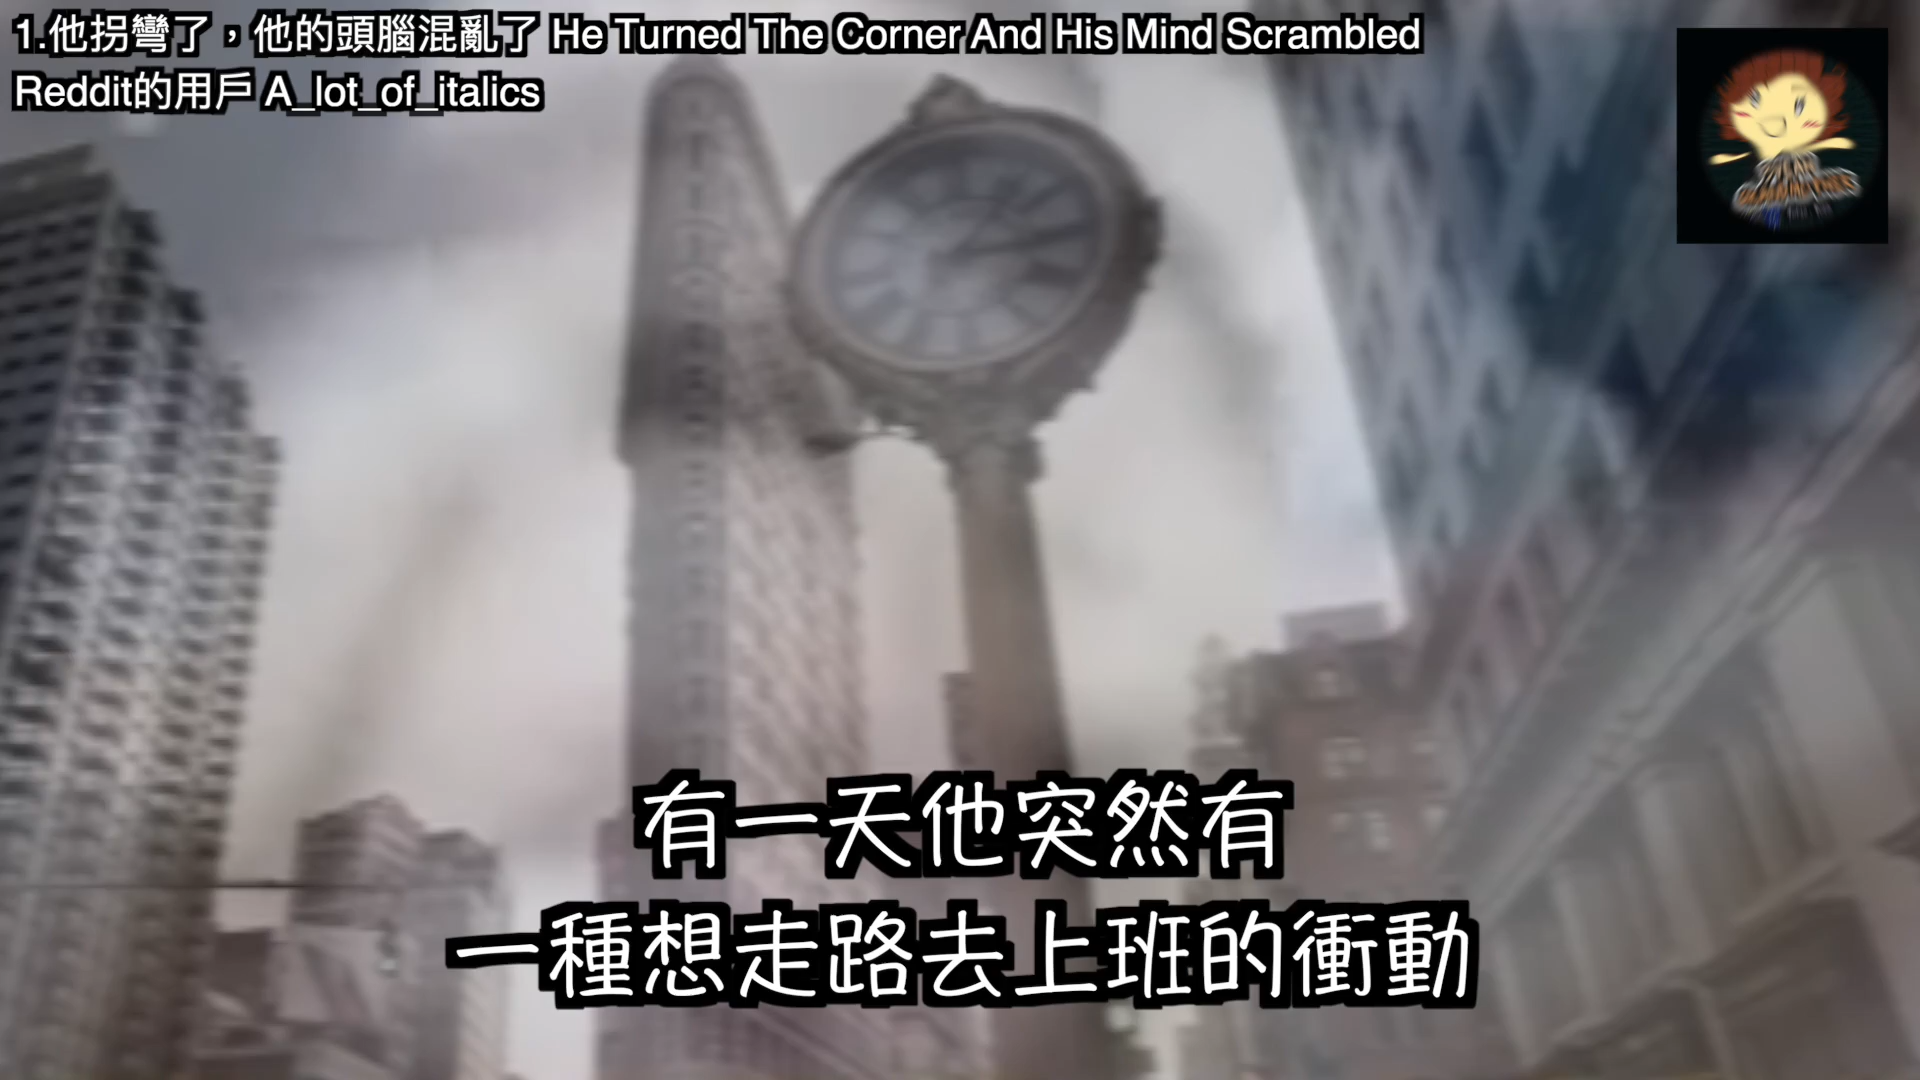 1.他拐彎了，他的頭腦混亂了 He Turned The Corner And His Mind Scrambled
Reddit的用戶 A_lot_of_italics
有一天他突然有
一種想走路去上班的衝動